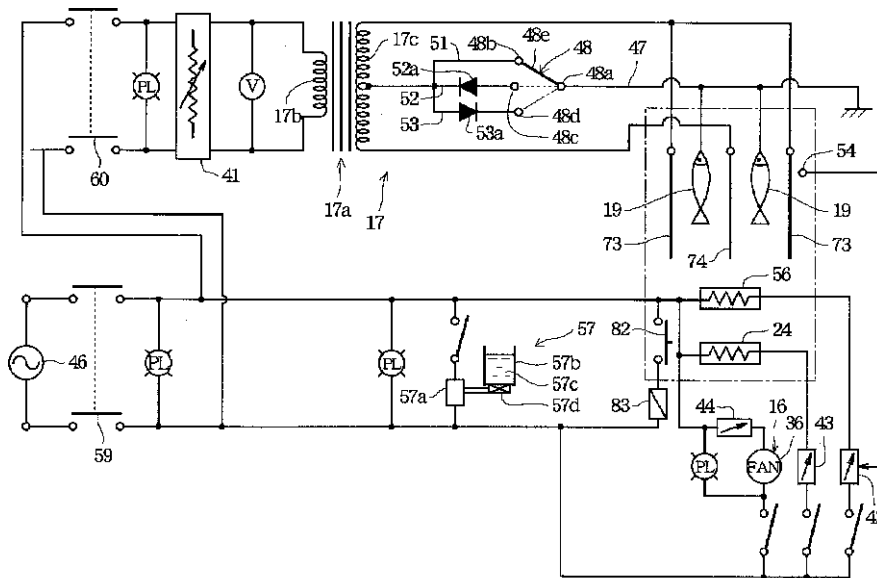 51 48b 48e 48
17c 52a 48a 47
PL V 17b
52
53 53a 48d
48c
60 41 54
17a 17 19 19
73 74 73
56
82 24
46 PL PL 57
57b
57c
57a 57d
83
59 44 16 36 43
PL FAN